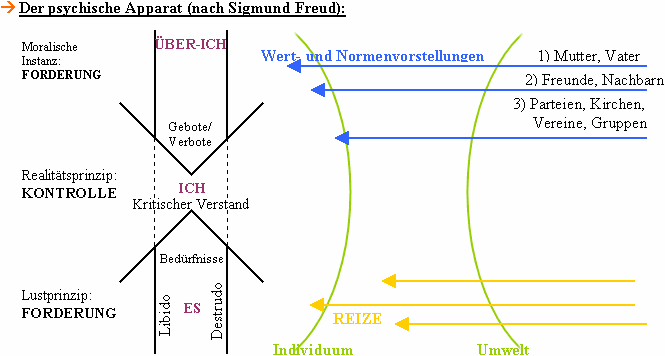 → Der psychische Apparat (nach Sigmund Freud):
Moralische
Instanz:
FORDERUNG
ÜBER-ICH
Wert- und Normenvorstellungen
1) Mutter, Vater
2) Freunde, Nachbarn
3) Parteien, Kirchen,
Vereine, Gruppen
Gebote/
Verbote
Realitätsprinzip:
KONTROLLE
ICH
Kritischer Verstand
Bedürfnisse
Lustprinzip:
FORDERUNG
Libido
ES
Destrudo
REIZE
Individuum
Umwelt